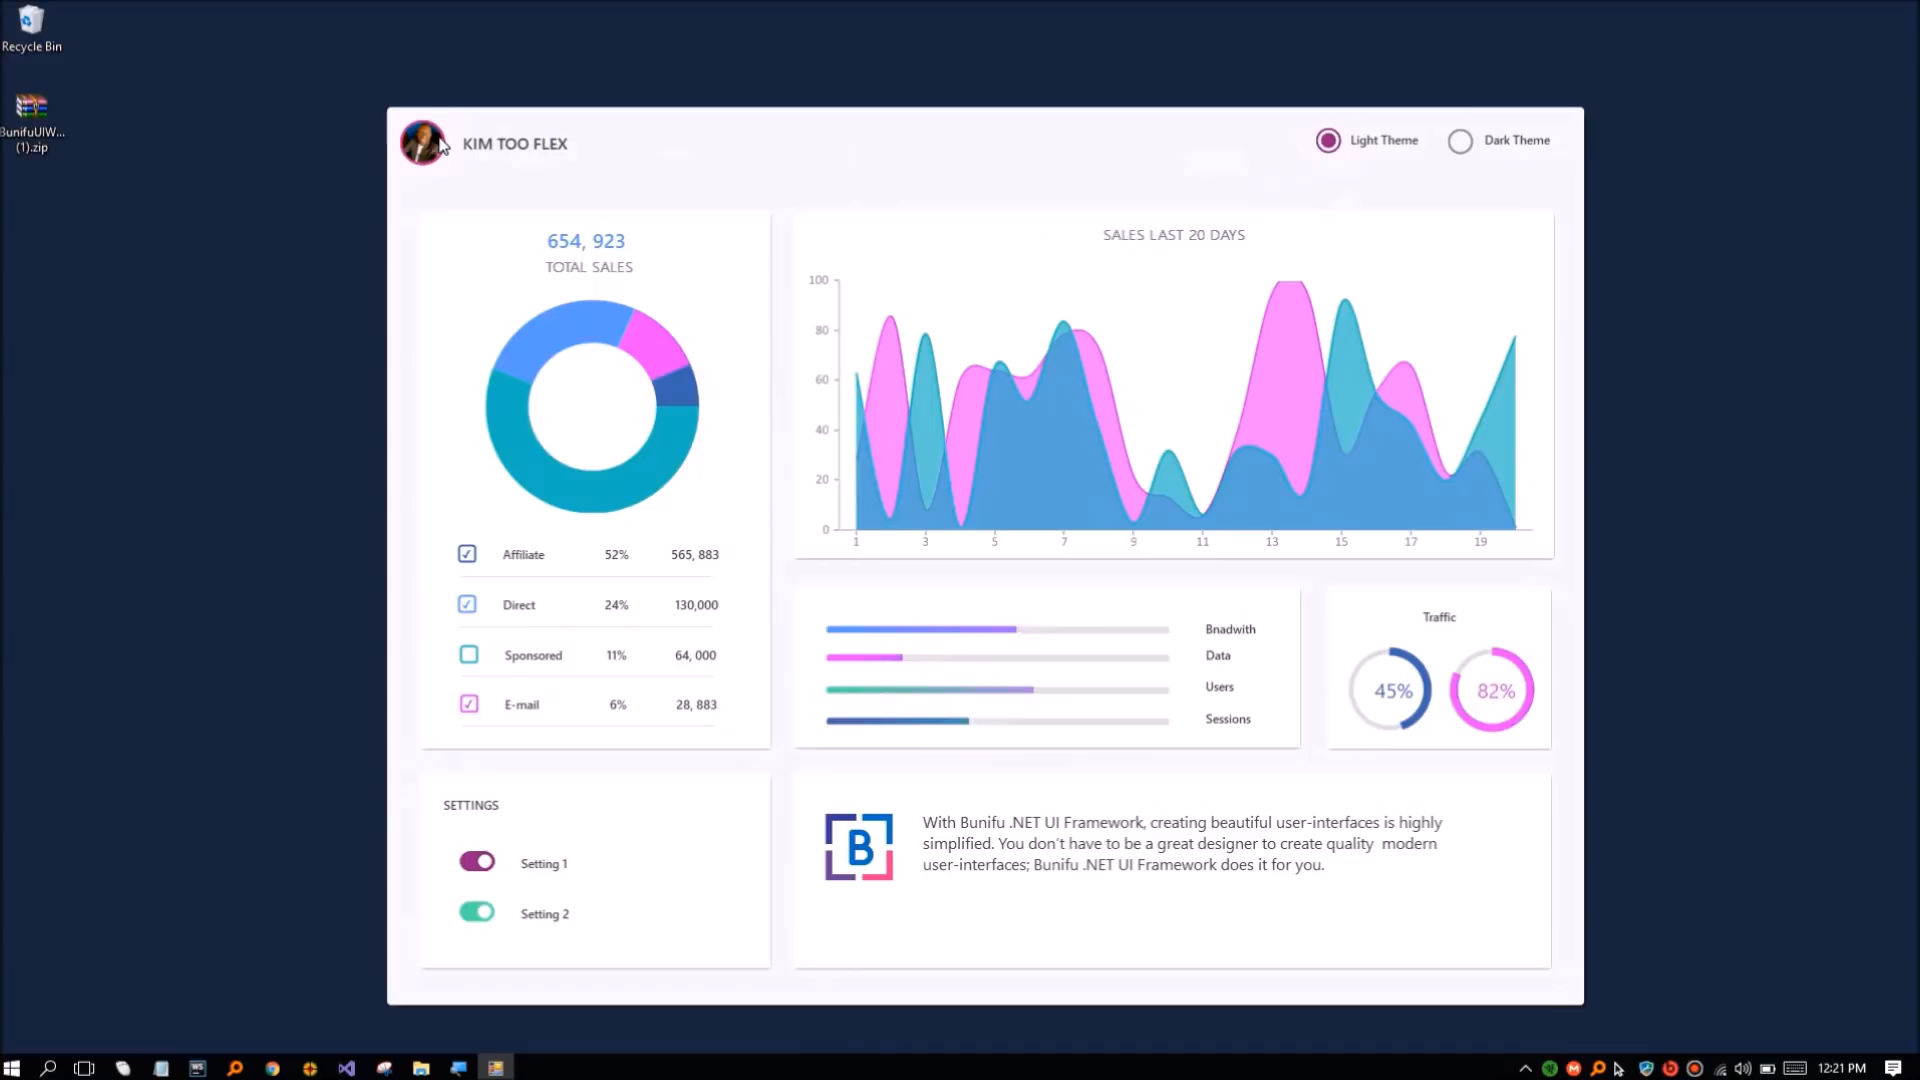 Recycle Bin
BunifuUIW...
(1).zip
KIM TOO FLEX
Light Theme
Dark Theme
654, 923
TOTAL SALES
Affiliate 52% 565, 883
Direct 24% 130,000
Sponsored 11% 64, 000
E-mail 6% 28, 883
SALES LAST 20 DAYS
100
80
60
40
20
0
1 3 5 7 9 11 13 15 17 19
Bnadwith
Data
Users
Sessions
Traffic
45% 82%
SETTINGS
Setting 1
Setting 2
B
With Bunifu .NET UI Framework, creating beautiful user-interfaces is highly
simplified. You don't have to be a great designer to create quality modern
user-interfaces; Bunifu .NET UI Framework does it for you.
WS
12:21 PM